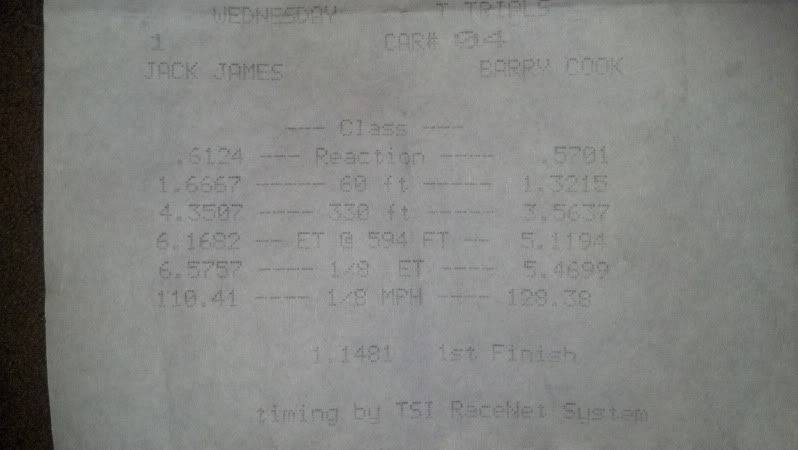 WEDNESDAY - T TRIALS
1 CAR# 94
JACK JAMES BARRY COOK
--- Class ---
.6124 --- Reaction ---- .5701
1.6667 ----- 60 ft ----- 1.3215
4.3507 ---- 330 ft ---- 3.5637
6.1682 -- ET @ 594 FT -- 5.1194
6.5757 ---- 1/8 ET ---- 5.4699
110.41 ---- 1/8 MPH ---- 128.38
1.1481 1st Finish
timing by TSI RaceNet System